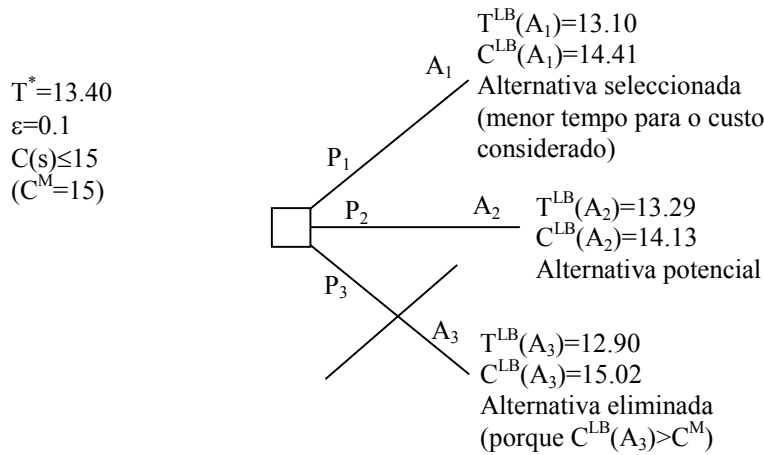 T^{LB}(A₁)=13.10
C^{LB}(A₁)=14.41
A₁
Alternativa seleccionada
(menor tempo para o custo
considerado)
T^*=13.40
ε=0.1
C(s)≤15
(C^M=15)
P₁
P₂
A₂
T^{LB}(A₂)=13.29
C^{LB}(A₂)=14.13
Alternativa potencial
P₃
A₃
T^{LB}(A₃)=12.90
C^{LB}(A₃)=15.02
Alternativa eliminada
(porque C^{LB}(A₃)>C^M)